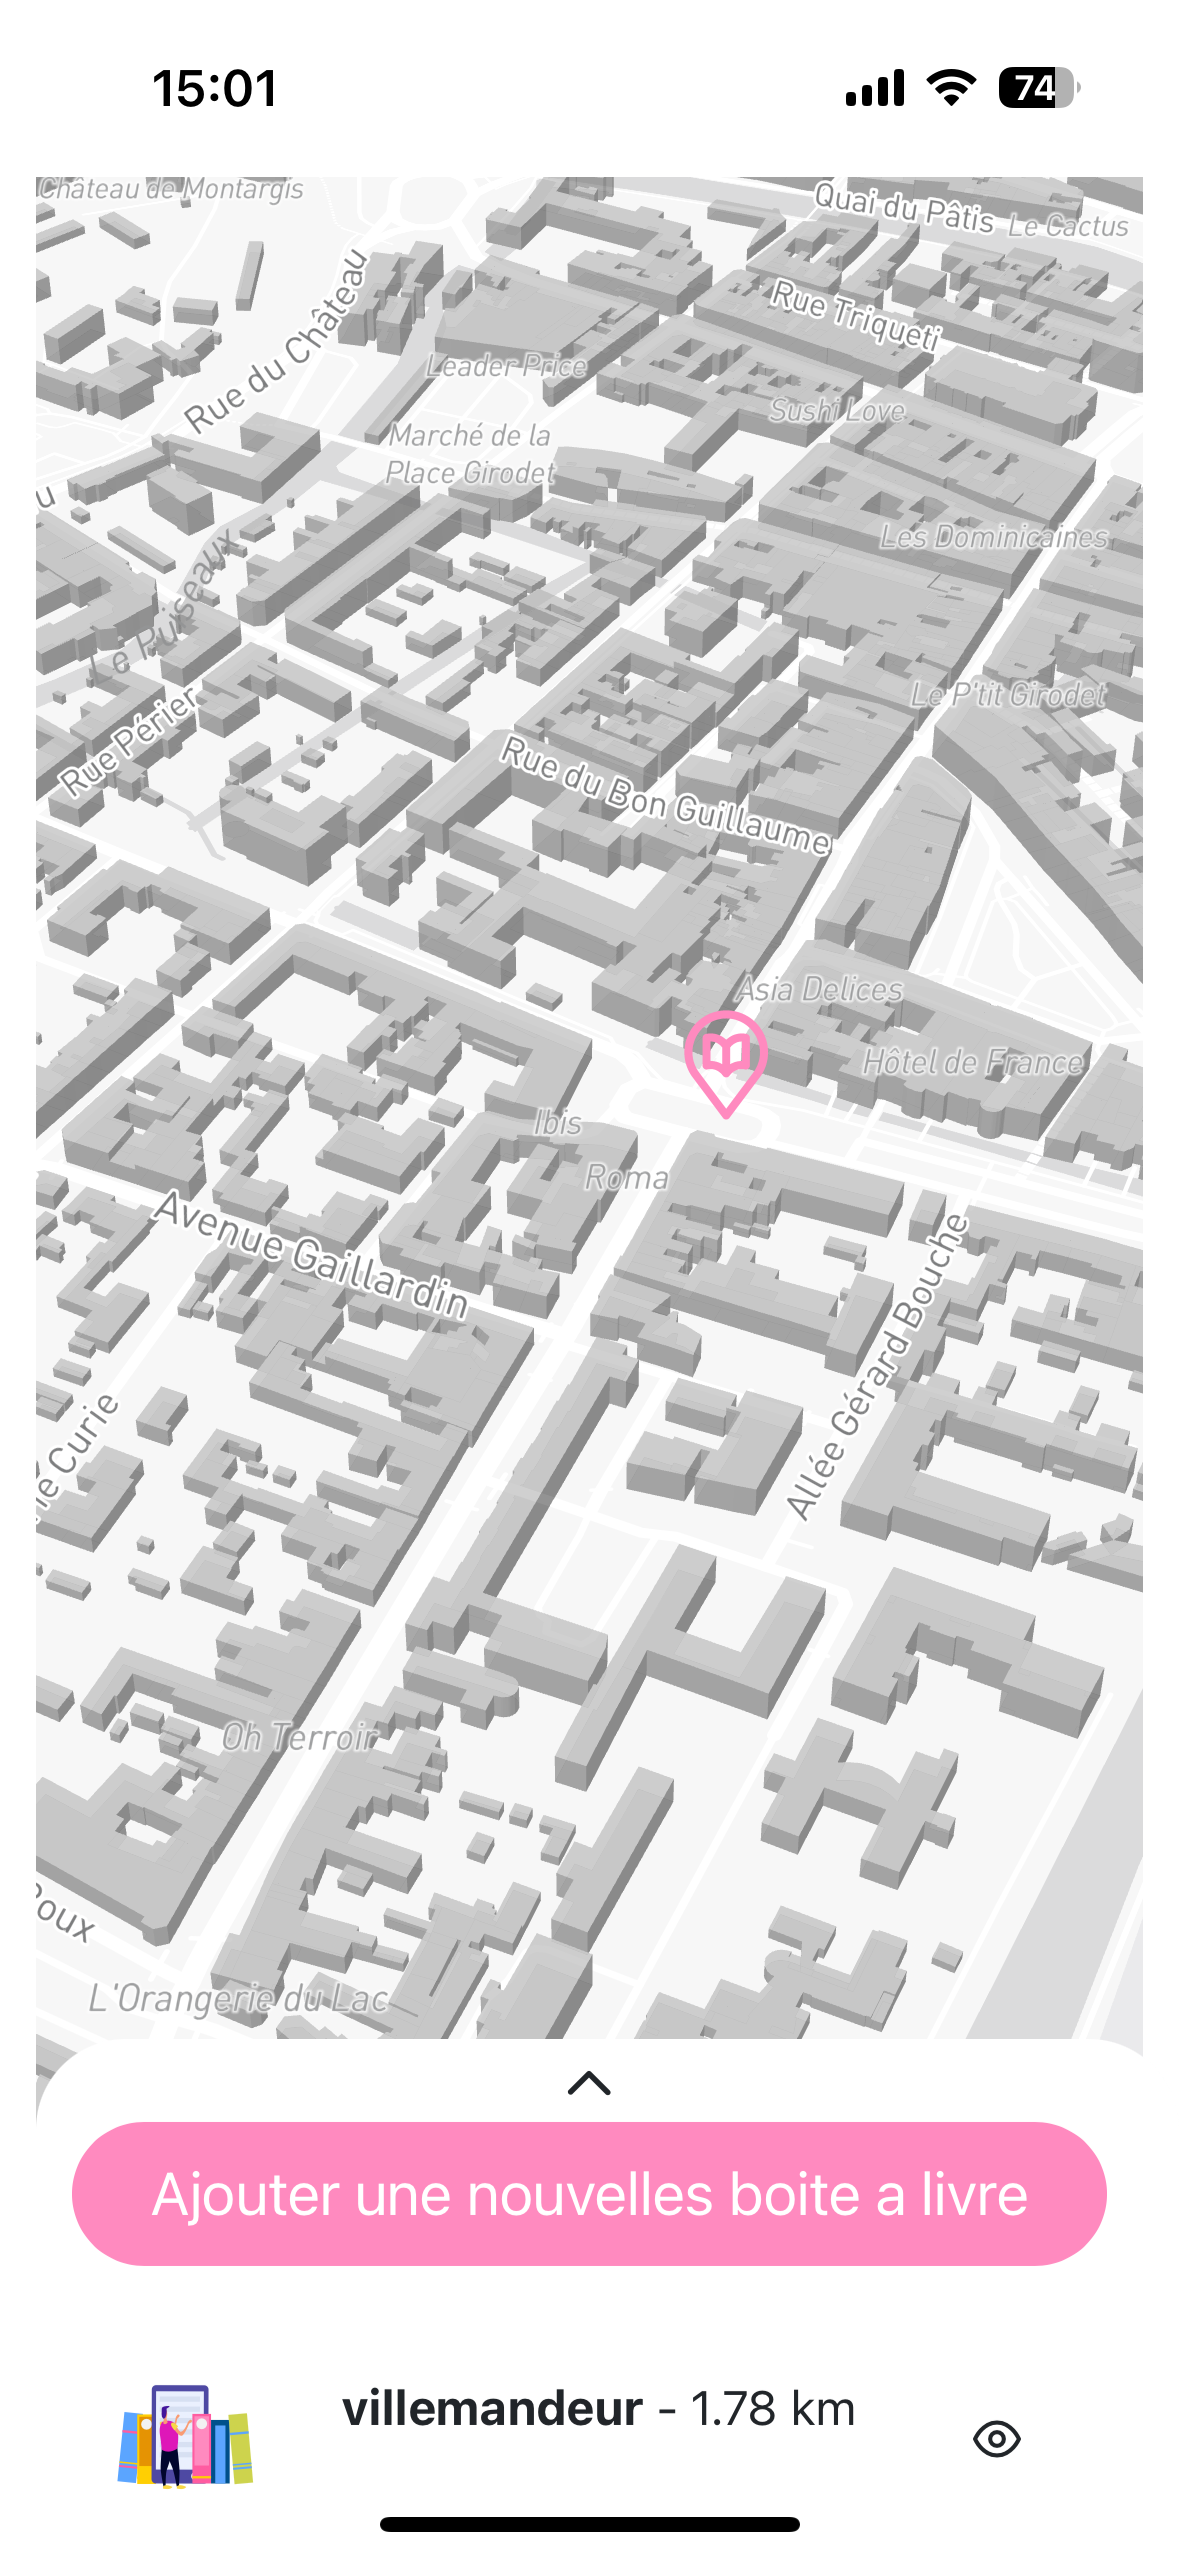 15:01
74
Château de Montargis
Quai du Pâtis
Le Cactus
Rue du Château
Rue Triqueti
Leader Price
Sushi Love
Marché de la
Place Girodet
u
Les Dominicaines
Le Puiseaux
Le P'tit Girodet
Rue Périer
Rue du Bon Guillaume
Asia Delices
Hôtel de France
Ibis
Roma
Avenue Gaillardin
Allée Gérard Bouche
ie Curie
Oh Terroir
Roux
L'Orangerie du Lac
Ajouter une nouvelles boite a livre
villemandeur - 1.78 km